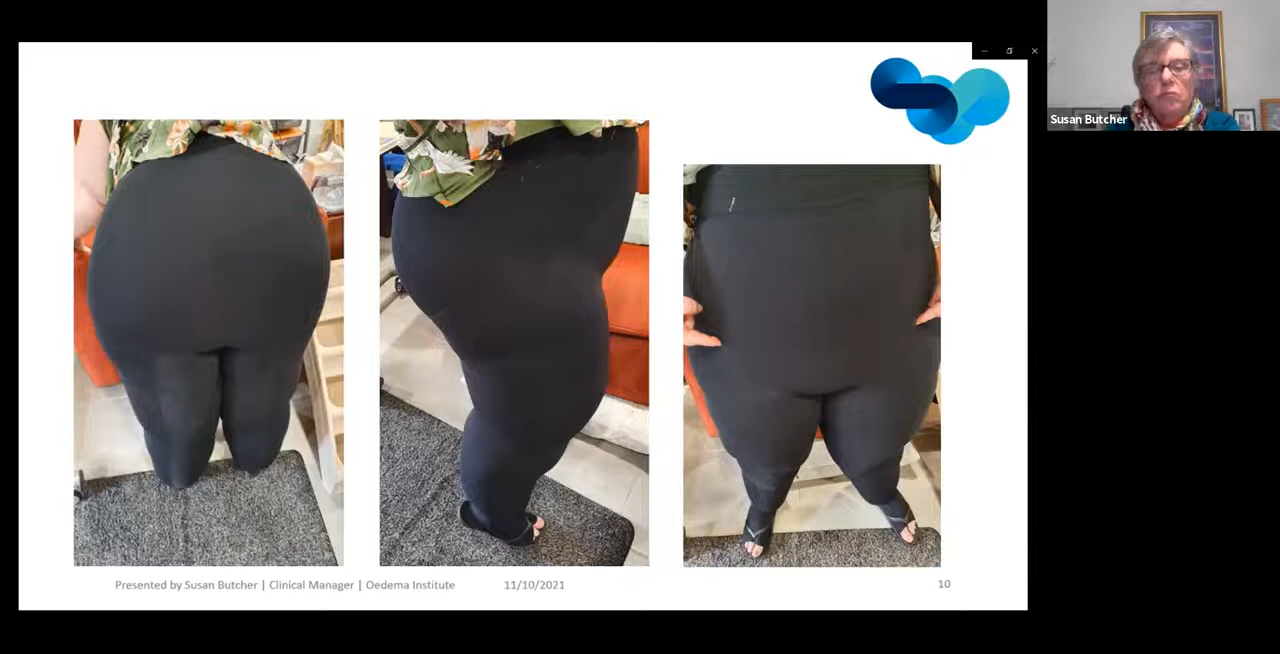 Susan Butcher
Presented by Susan Butcher | Clinical Manager | Oedema Institute
11/10/2021
10